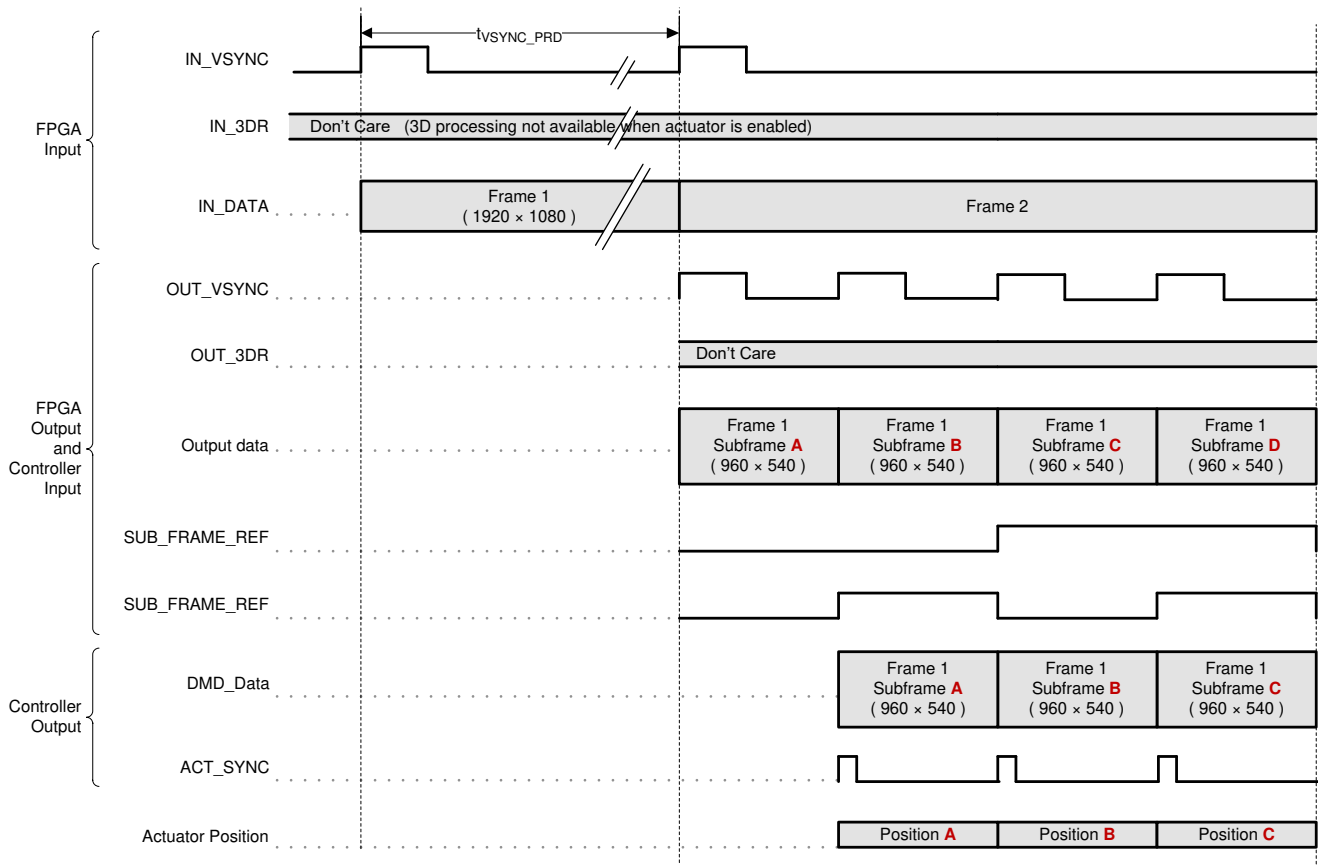 tVSYNC_PRD
IN_VSYNC
FPGA
Input
IN_3DR
Don't Care (3D processing not available when actuator is enabled)
IN_DATA
Frame 1
( 1920 × 1080 )
Frame 2
FPGA
Output
and
Controller
Input
OUT_VSYNC
OUT_3DR
Don't Care
Output data
Frame 1
Subframe A
( 960 × 540 )
Frame 1
Subframe B
( 960 × 540 )
Frame 1
Subframe C
( 960 × 540 )
Frame 1
Subframe D
( 960 × 540 )
SUB_FRAME_REF
SUB_FRAME_REF
Controller
Output
DMD_Data
Frame 1
Subframe A
( 960 × 540 )
Frame 1
Subframe B
( 960 × 540 )
Frame 1
Subframe C
( 960 × 540 )
ACT_SYNC
Actuator Position
Position A
Position B
Position C